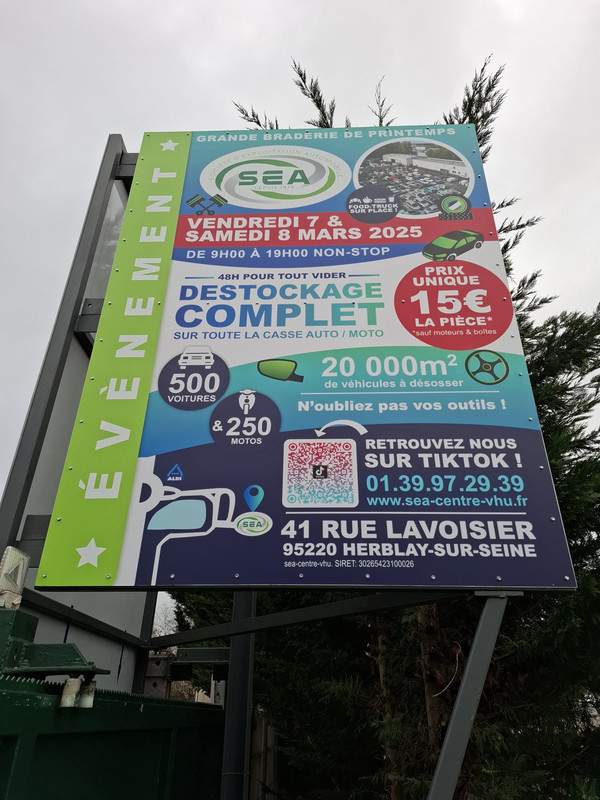 ÉVÈNEMENT
GRANDE BRADERIE DE PRINTEMPS
SEA
DEPUIS
FOOD-TRUCK
SUR PLACE !
VENDREDI 7 &
SAMEDI 8 MARS 2025
DE 9H00 À 19H00 NON-STOP
48H POUR TOUT VIDER
DESTOCKAGE
COMPLET
SUR TOUTE LA CASSE AUTO / MOTO
PRIX
UNIQUE
15€
LA PIÈCE*
*sauf moteurs & boîtes
500
VOITURES
& 250
MOTOS
20 000m²
de véhicules à désosser
N'oubliez pas vos outils !
RETROUVEZ NOUS
SUR TIKTOK !
01.39.97.29.39
www.sea-centre-vhu.fr
ALDI
SEA
41 RUE LAVOISIER
95220 HERBLAY-SUR-SEINE
sea-centre-vhu. SIRET: 30265423100026